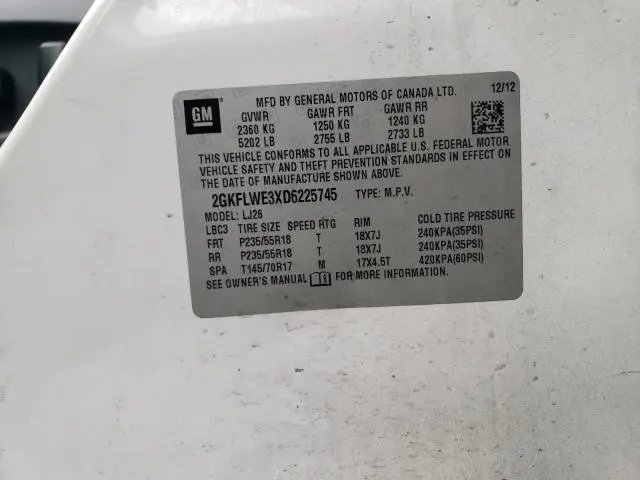 GM
MFD BY GENERAL MOTORS OF CANADA LTD. 12/12
GVWR GAWR FRT GAWR RR
2360 KG 1250 KG 1240 KG
5202 LB 2755 LB 2733 LB
THIS VEHICLE CONFORMS TO ALL APPLICABLE U.S. FEDERAL MOTOR
VEHICLE SAFETY AND THEFT PREVENTION STANDARDS IN EFFECT ON
THE DATE OF MANUFACTURE SHOWN ABOVE.
2GKFLWE3XD6225745 TYPE: M.P.V.
MODEL: LJ26
LBC3 TIRE SIZE SPEED RTG RIM COLD TIRE PRESSURE
FRT P235/55R18 T 18X7J 240KPA(35PSI)
RR P235/55R18 T 18X7J 240KPA(35PSI)
SPA T145/70R17 M 17X4.5T 420KPA(60PSI)
SEE OWNER'S MANUAL FOR MORE INFORMATION.